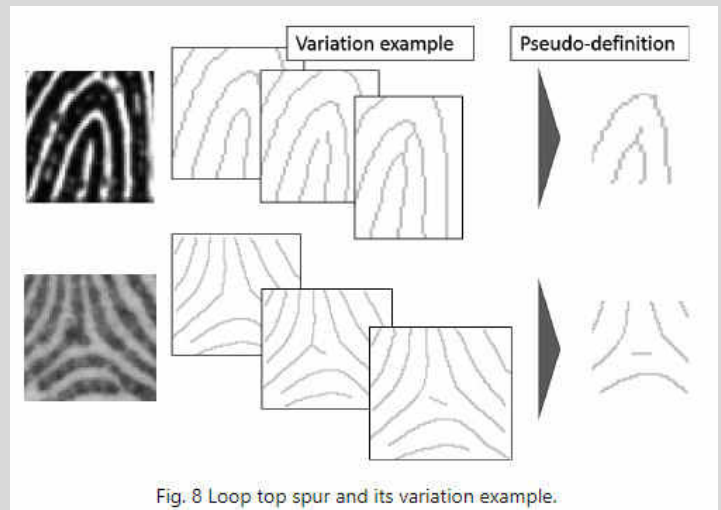 Variation example
Pseudo-definition
Fig. 8 Loop top spur and its variation example.